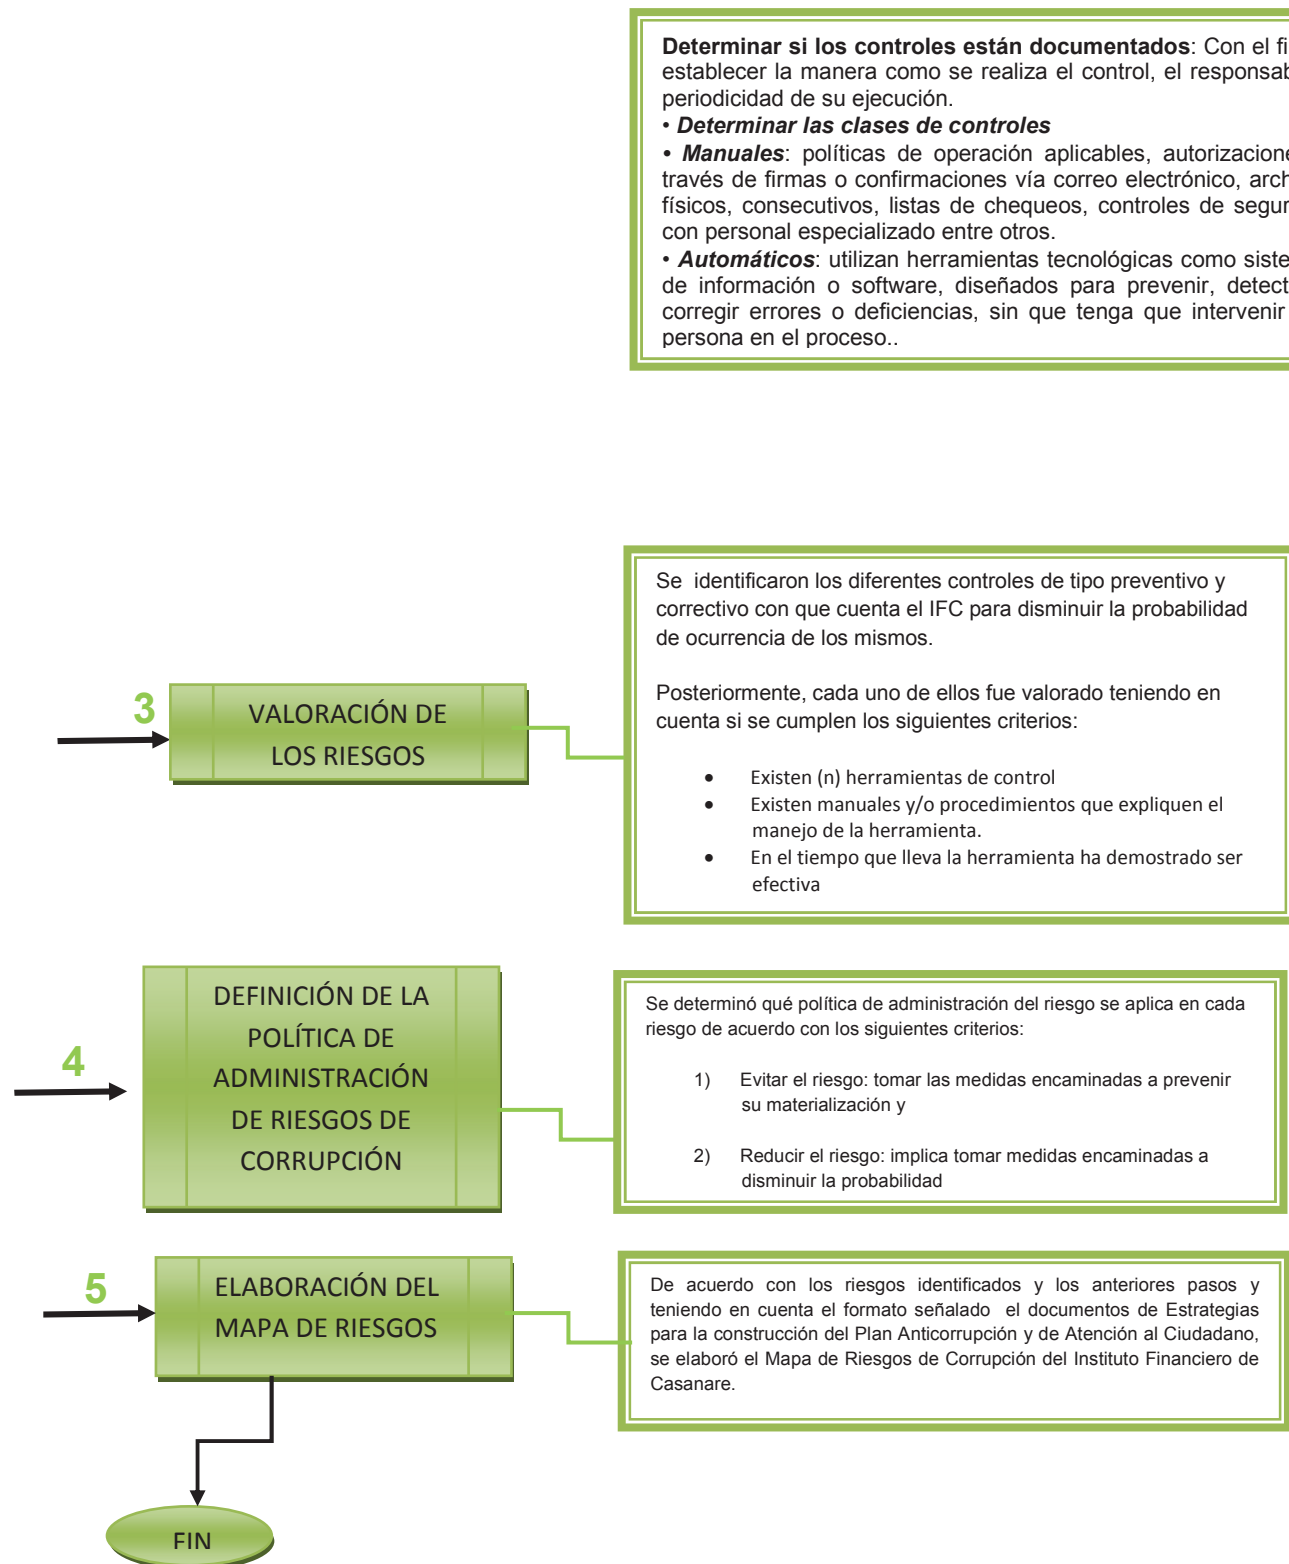 Determinar si los controles están documentados: Con el fi
establecer la manera como se realiza el control, el responsab
periodicidad de su ejecución.
• Determinar las clases de controles
• Manuales: políticas de operación aplicables, autorizacione
través de firmas o confirmaciones vía correo electrónico, arch
físicos, consecutivos, listas de chequeos, controles de segur
con personal especializado entre otros.
• Automáticos: utilizan herramientas tecnológicas como siste
de información o software, diseñados para prevenir, detect
corregir errores o deficiencias, sin que tenga que intervenir
persona en el proceso..
3
VALORACIÓN DE
LOS RIESGOS
Se identificaron los diferentes controles de tipo preventivo y
correctivo con que cuenta el IFC para disminuir la probabilidad
de ocurrencia de los mismos.
Posteriormente, cada uno de ellos fue valorado teniendo en
cuenta si se cumplen los siguientes criterios:
• Existen (n) herramientas de control
• Existen manuales y/o procedimientos que expliquen el
manejo de la herramienta.
• En el tiempo que lleva la herramienta ha demostrado ser
efectiva
4
DEFINICIÓN DE LA
POLÍTICA DE
ADMINISTRACIÓN
DE RIESGOS DE
CORRUPCIÓN
Se determinó qué política de administración del riesgo se aplica en cada
riesgo de acuerdo con los siguientes criterios:
1) Evitar el riesgo: tomar las medidas encaminadas a prevenir
su materialización y
2) Reducir el riesgo: implica tomar medidas encaminadas a
disminuir la probabilidad
5
ELABORACIÓN DEL
MAPA DE RIESGOS
De acuerdo con los riesgos identificados y los anteriores pasos y
teniendo en cuenta el formato señalado el documentos de Estrategias
para la construcción del Plan Anticorrupción y de Atención al Ciudadano,
se elaboró el Mapa de Riesgos de Corrupción del Instituto Financiero de
Casanare.
FIN